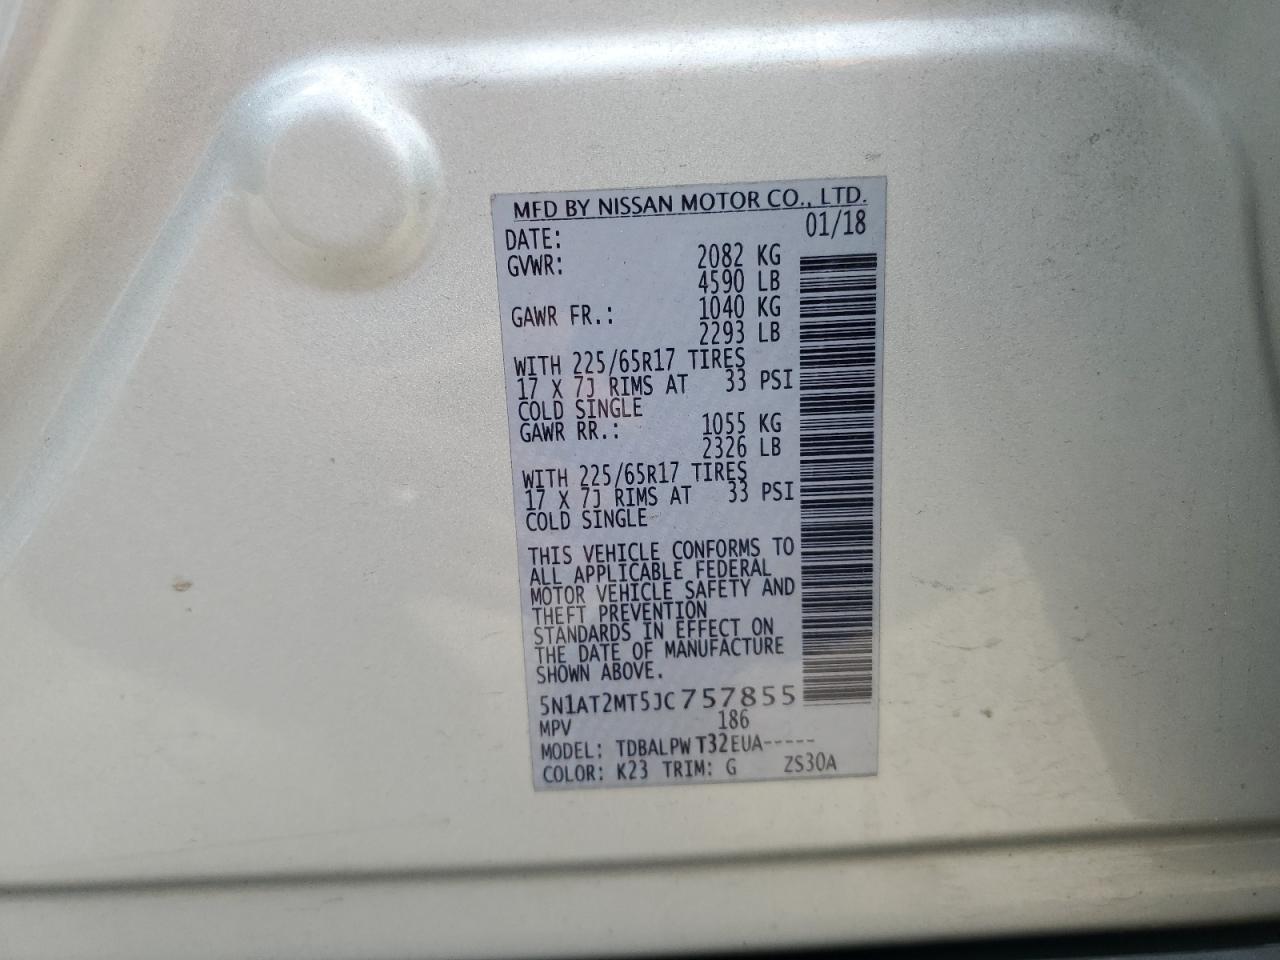 MFD BY NISSAN MOTOR CO., LTD.
DATE: 01/18
GVWR: 2082 KG
4590 LB
GAWR FR.: 1040 KG
2293 LB
WITH 225/65R17 TIRES
17 X 7J RIMS AT 33 PSI
COLD SINGLE
GAWR RR.: 1055 KG
2326 LB
WITH 225/65R17 TIRES
17 X 7J RIMS AT 33 PSI
COLD SINGLE
THIS VEHICLE CONFORMS TO
ALL APPLICABLE FEDERAL
MOTOR VEHICLE SAFETY AND
THEFT PREVENTION
STANDARDS IN EFFECT ON
THE DATE OF MANUFACTURE
SHOWN ABOVE.
5N1AT2MT5JC757855
MPV 186
MODEL: TDBALPW T32EUA-----
COLOR: K23 TRIM: G ZS30A